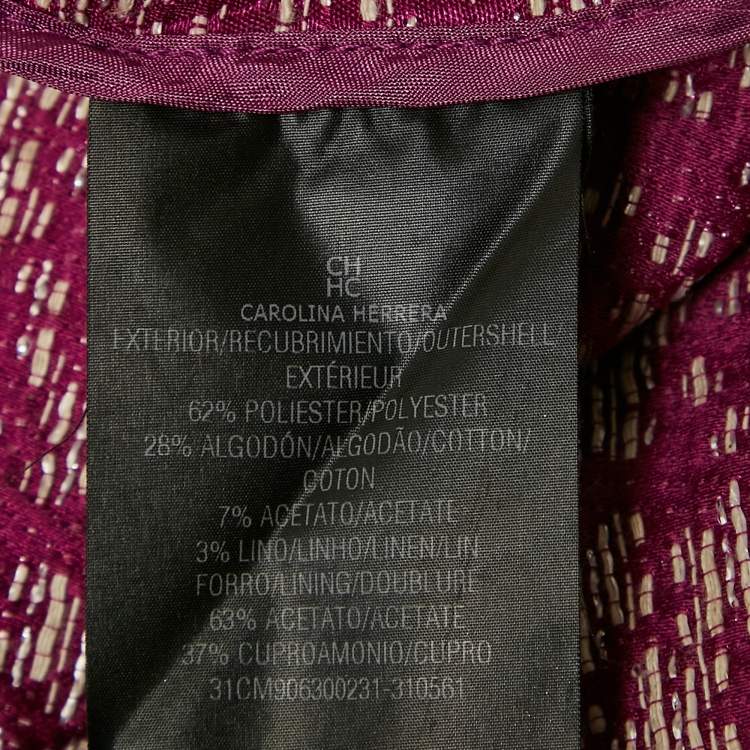 CH
HC
CAROLINA HERRERA
EXTERIOR/RECUBRIMIENTO/OUTERSHELL/
EXTÉRIEUR
62% POLIESTER/POLYESTER
28% ALGODÓN/ALGODÃO/COTTON/
COTON
7% ACETATO/ACETATE
3% LINO/LINHO/LINEN/LIN
FORRO/LINING/DOUBLURE
63% ACETATO/ACETATE
37% CUPROAMONIO/CUPRO
31CM906300231-310561